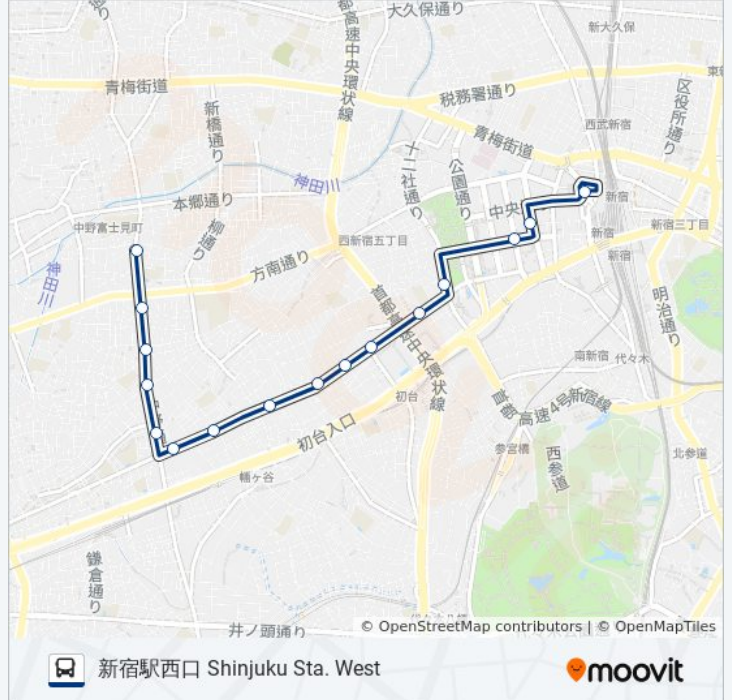 大久保通り
新大久保
都高速中央環状線
青梅街道
税務署通り
区役所通り
新橋通り
西武新宿
青梅街道
十二社通り
公園通り
神田川
本郷通り
中央
新宿
中野富士見町
柳通り
西新宿五丁目
新宿
新宿三丁目
新宿
方南通り
神田川
首都高速中央環状線
明治通り
南新宿
代々木
初台
首都高速4号新宿線
初台入口
参宮橋
西参道
北参道
幡ヶ谷
鎌倉通り
井ノ頭通り
© OpenStreetMap contributors | © OpenMapTiles
新宿駅西口 Shinjuku Sta. West
moovit